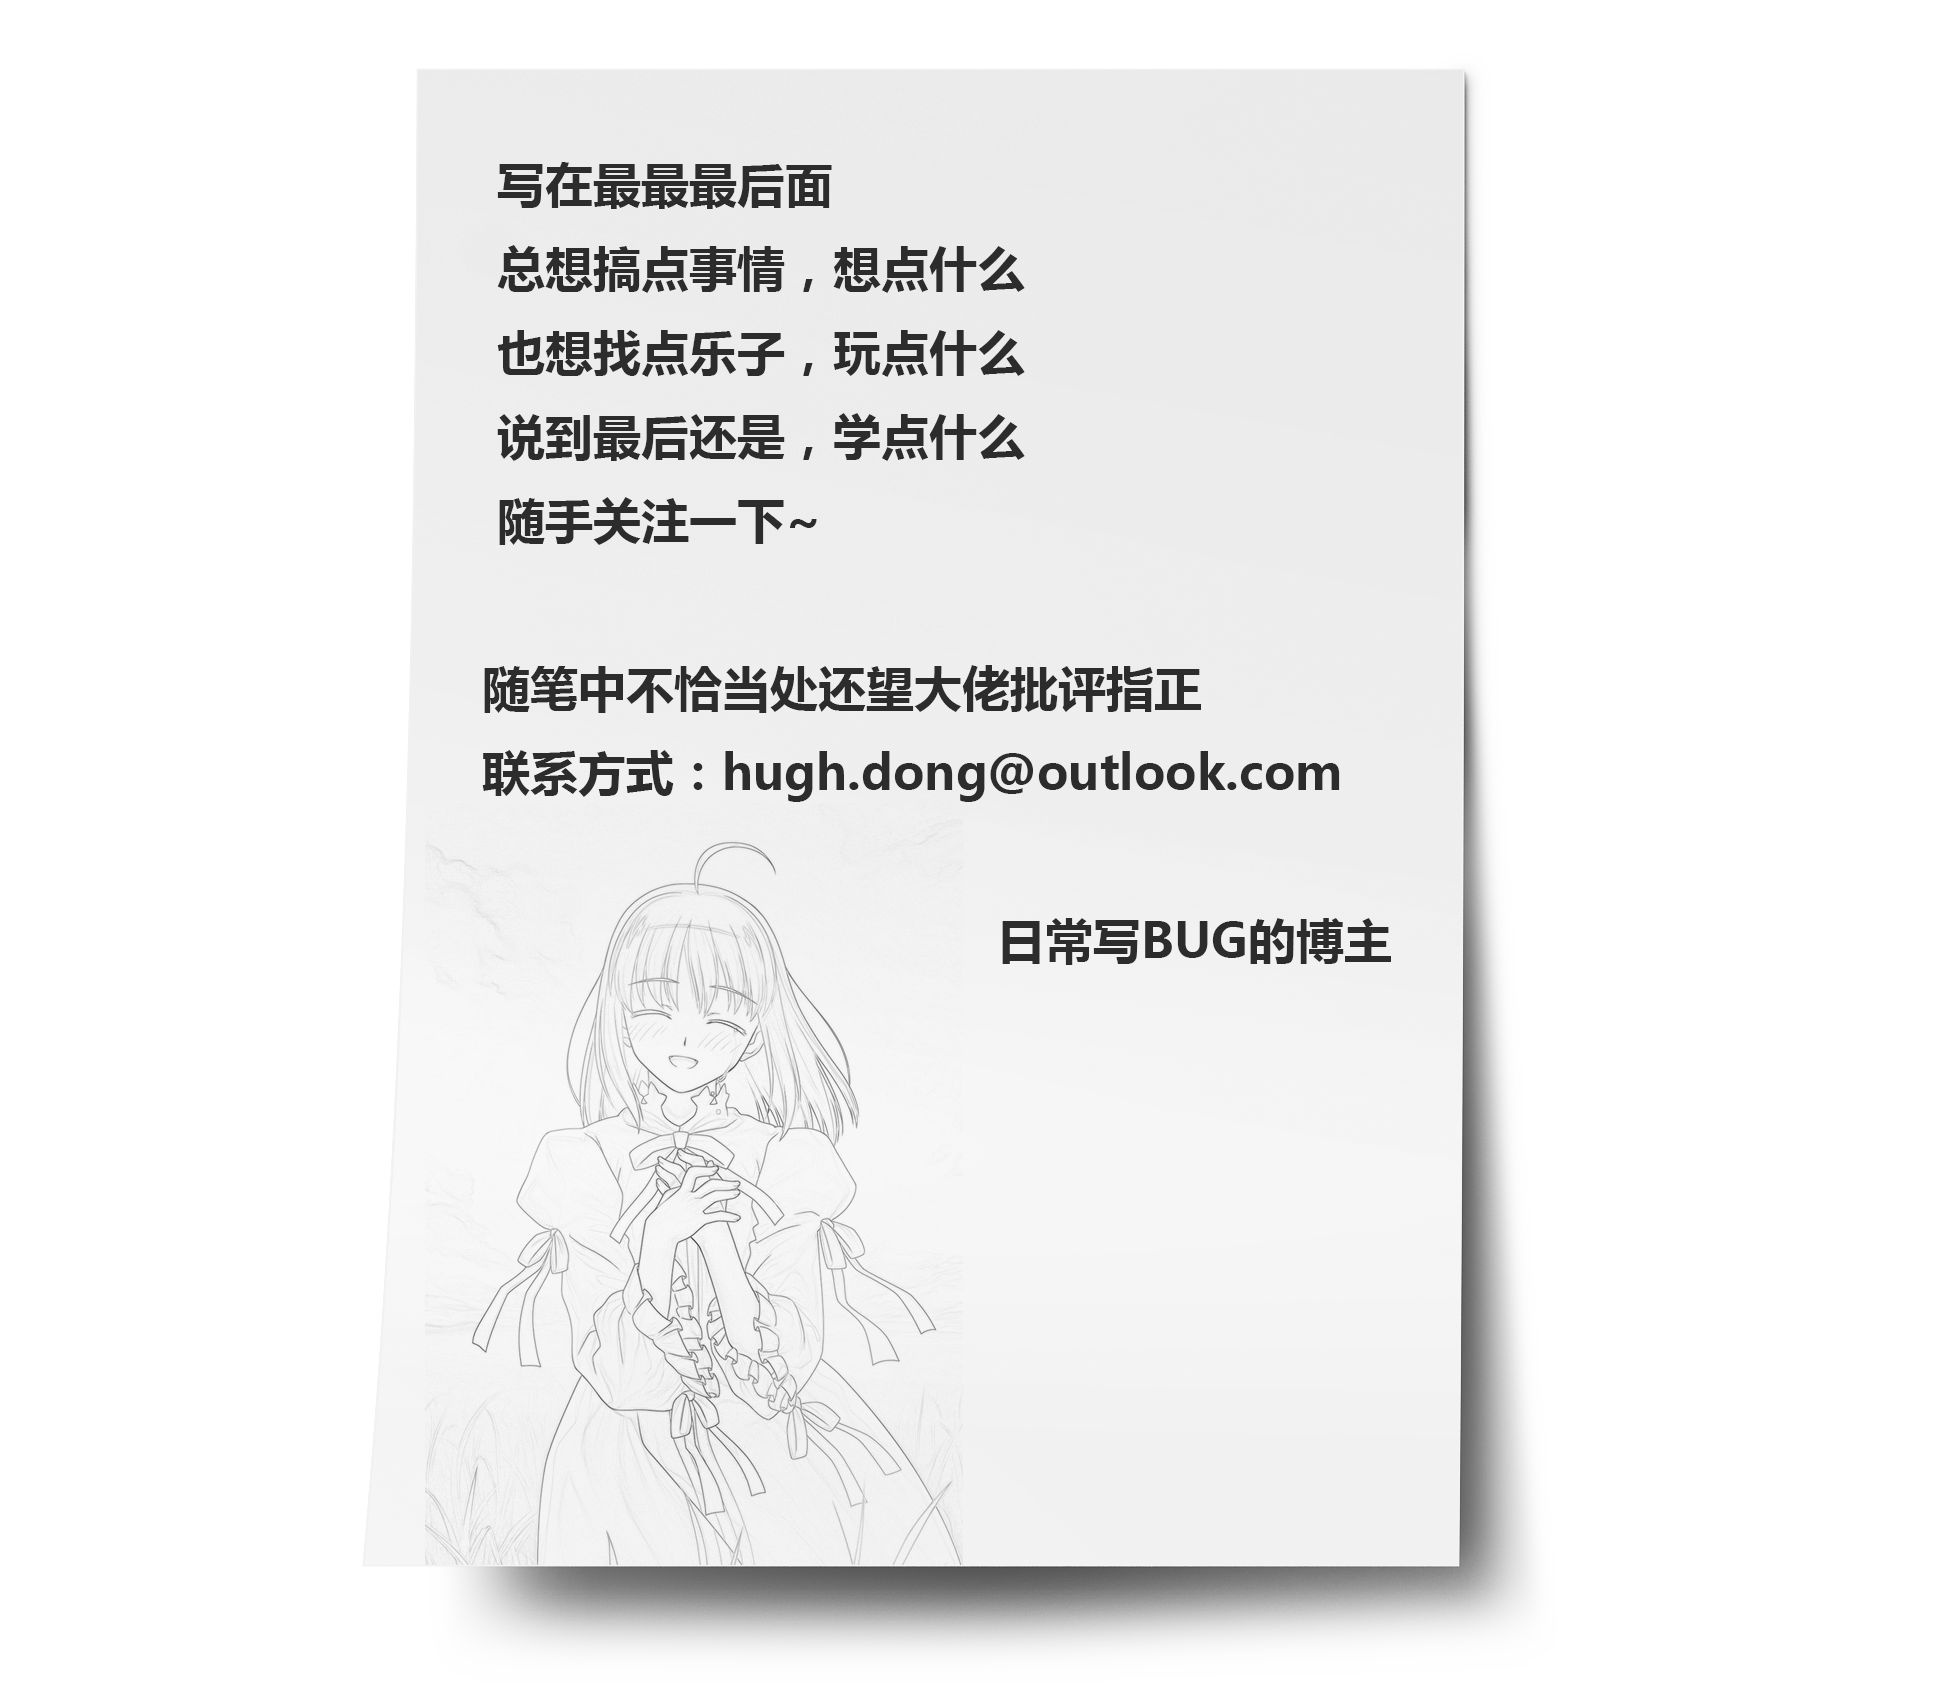 写在最最最后面
总想搞点事情，想点什么
也想找点乐子，玩点什么
说到最后还是，学点什么
随手关注一下~
随笔中不恰当处还望大佬批评指正
联系方式：hugh.dong@outlook.com
日常写BUG的博主